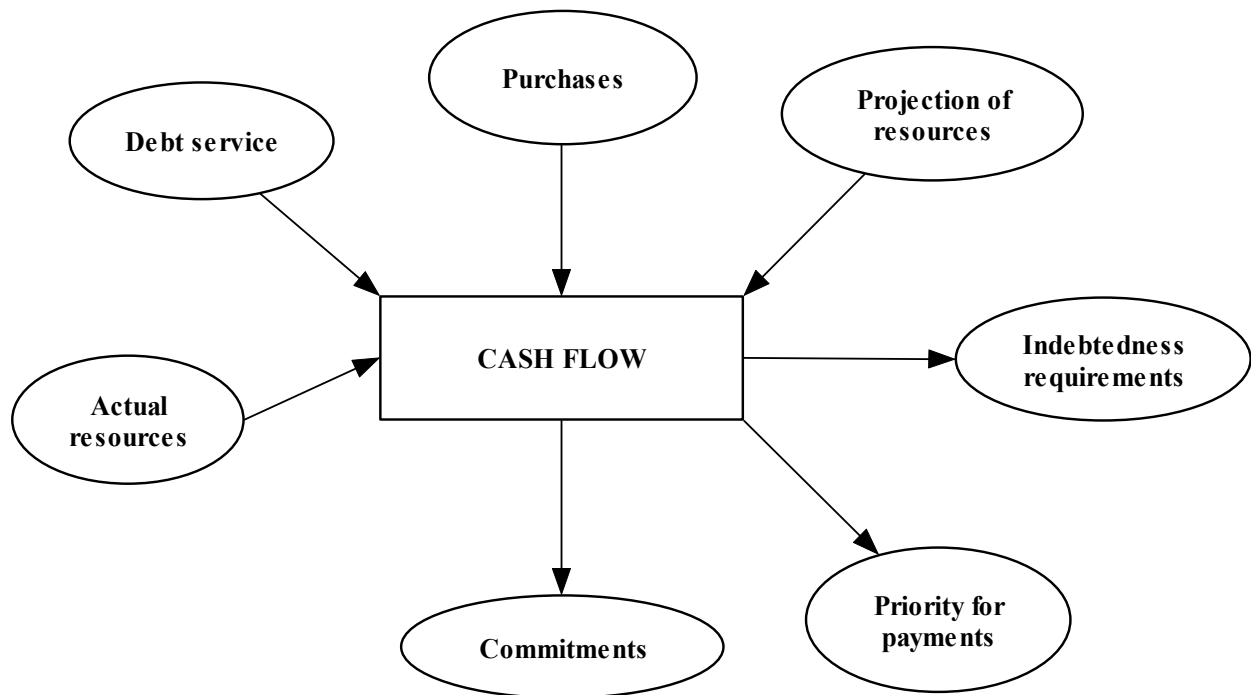 Purchases
Projection of
resources
Debt service
CASH FLOW
Indebtedness
requirements
Actual
resources
Priority for
payments
Commitments